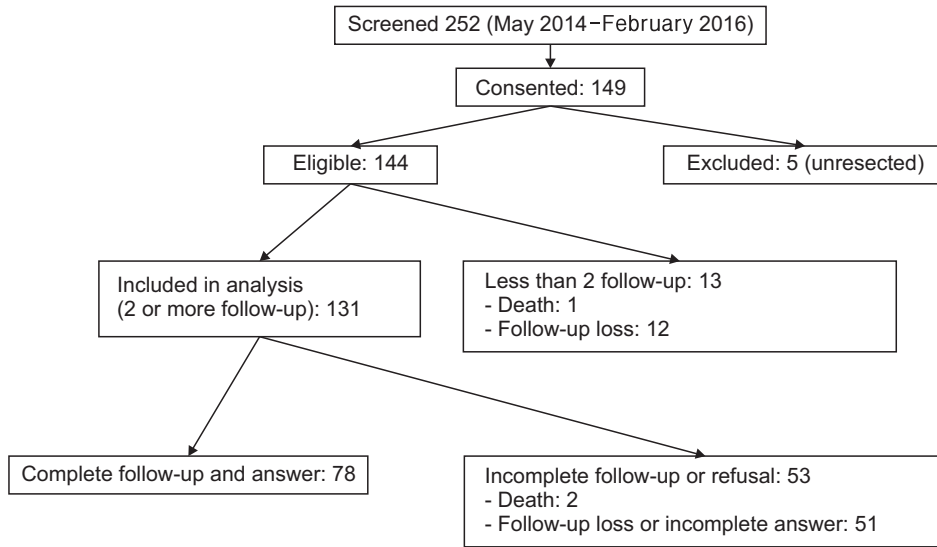 Screened 252 (May 2014–February 2016)
Consented: 149
Eligible: 144
Excluded: 5 (unresected)
Included in analysis
(2 or more follow-up): 131
Less than 2 follow-up: 13
- Death: 1
- Follow-up loss: 12
Complete follow-up and answer: 78
Incomplete follow-up or refusal: 53
- Death: 2
- Follow-up loss or incomplete answer: 51